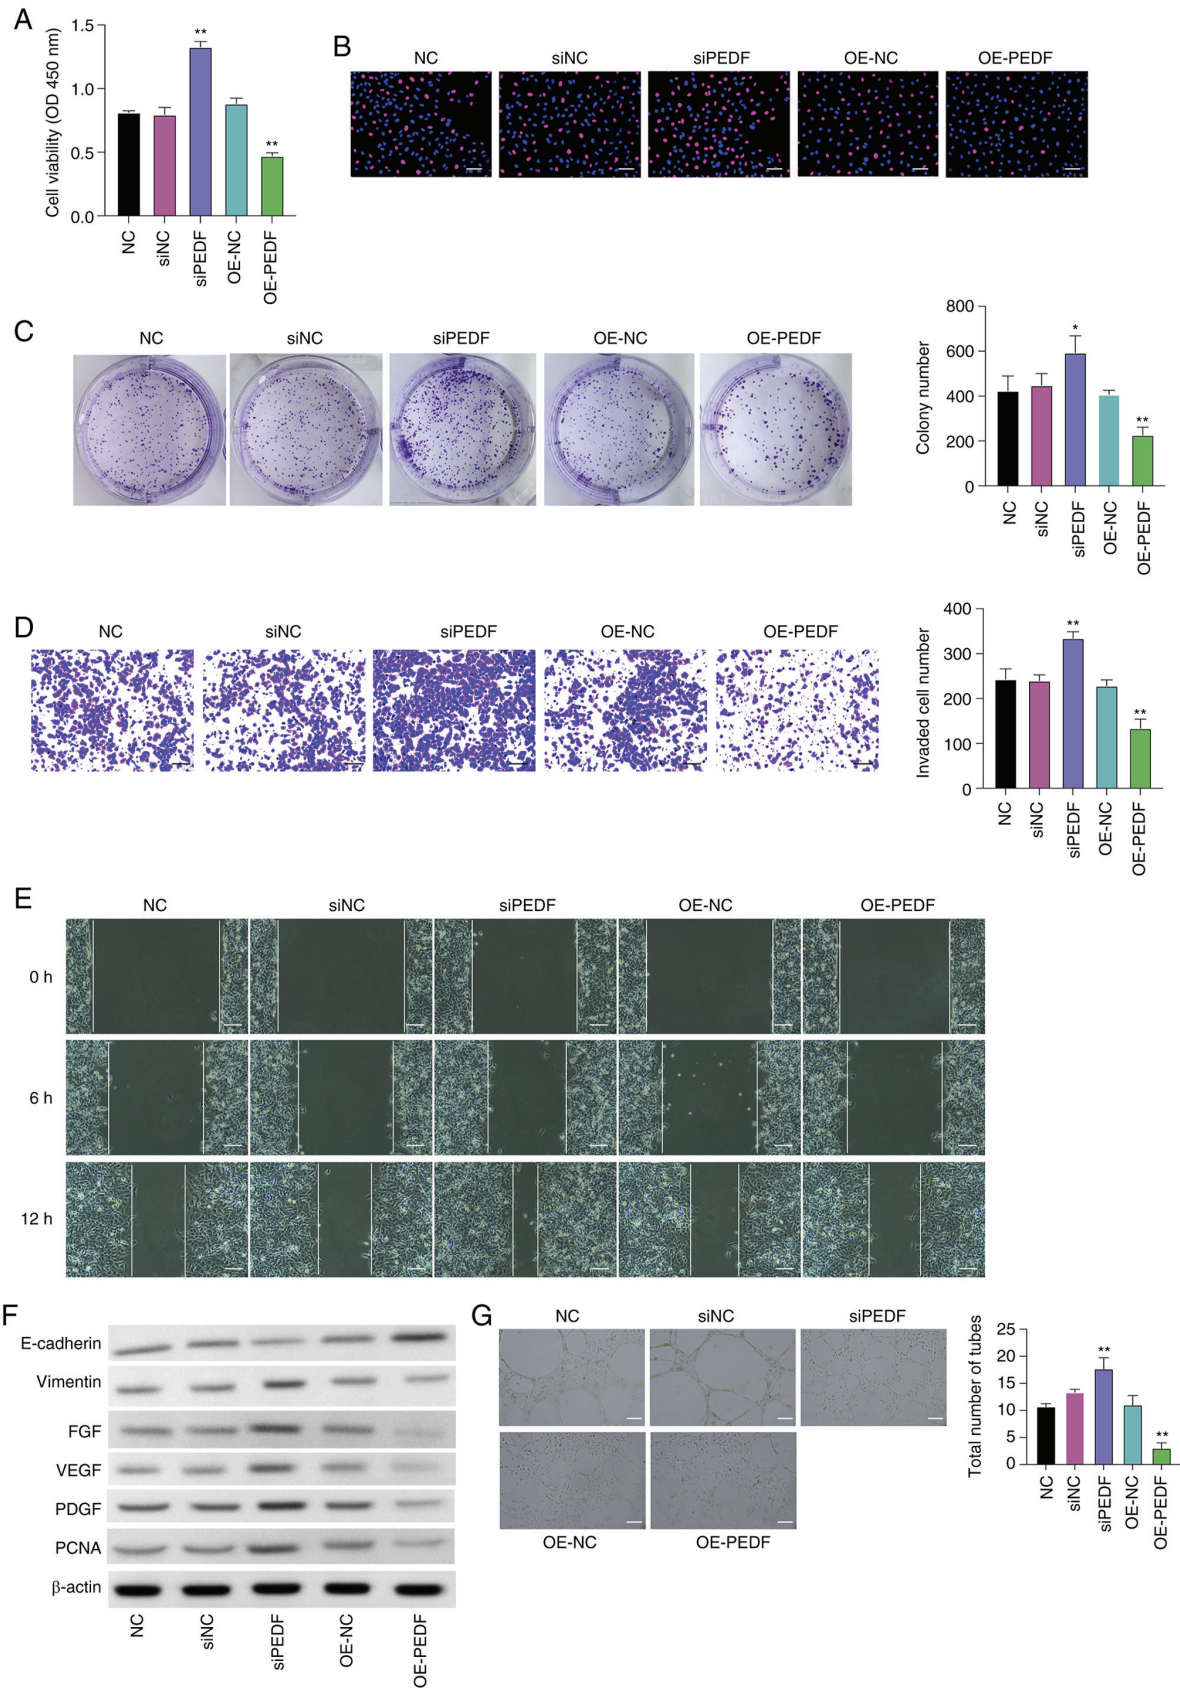 A
Cell viability (OD 450 nm)
1.5
1.0
0.5
0.0
**
**
NC
siNC
siPEDF
OE-NC
OE-PEDF
B
NC siNC siPEDF OE-NC OE-PEDF
C
NC siNC siPEDF OE-NC OE-PEDF
Colony number
800
600
400
200
0
*
**
NC
siNC
siPEDF
OE-NC
OE-PEDF
D
NC siNC siPEDF OE-NC OE-PEDF
Invaded cell number
400
300
200
100
0
**
**
NC
siNC
siPEDF
OE-NC
OE-PEDF
E
NC siNC siPEDF OE-NC OE-PEDF
0 h
6 h
12 h
F
E-cadherin
Vimentin
FGF
VEGF
PDGF
PCNA
β-actin
NC
siNC
siPEDF
OE-NC
OE-PEDF
G
NC siNC siPEDF
OE-NC OE-PEDF
Total number of tubes
25
20
15
10
5
0
**
**
NC
siNC
siPEDF
OE-NC
OE-PEDF